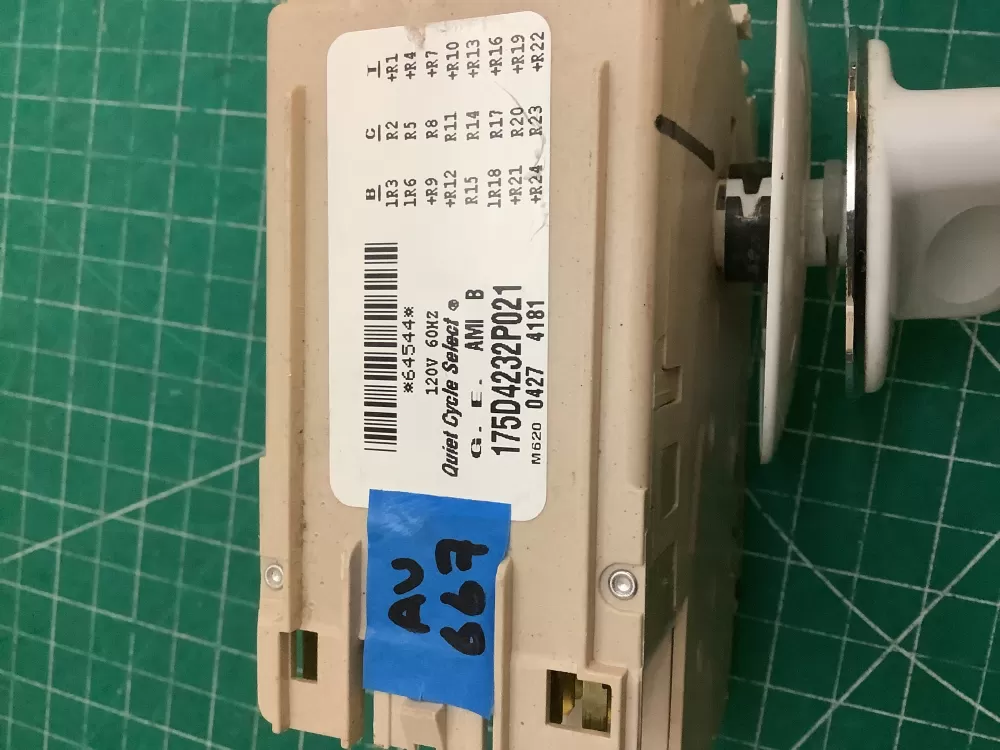 B C T
1R3 R2 +R1
1R6 R5 +R4
+R9 R8 +R7
+R12 R11 +R10
R15 R14 +R13
1R18 R17 +R16
+R21 R20 +R19
+R24 R23 +R22
*64544*
120V 60HZ
Quiet Cycle Select ®
G. E. AMI B
175D4232P021
M620 0427 4181
AV
667